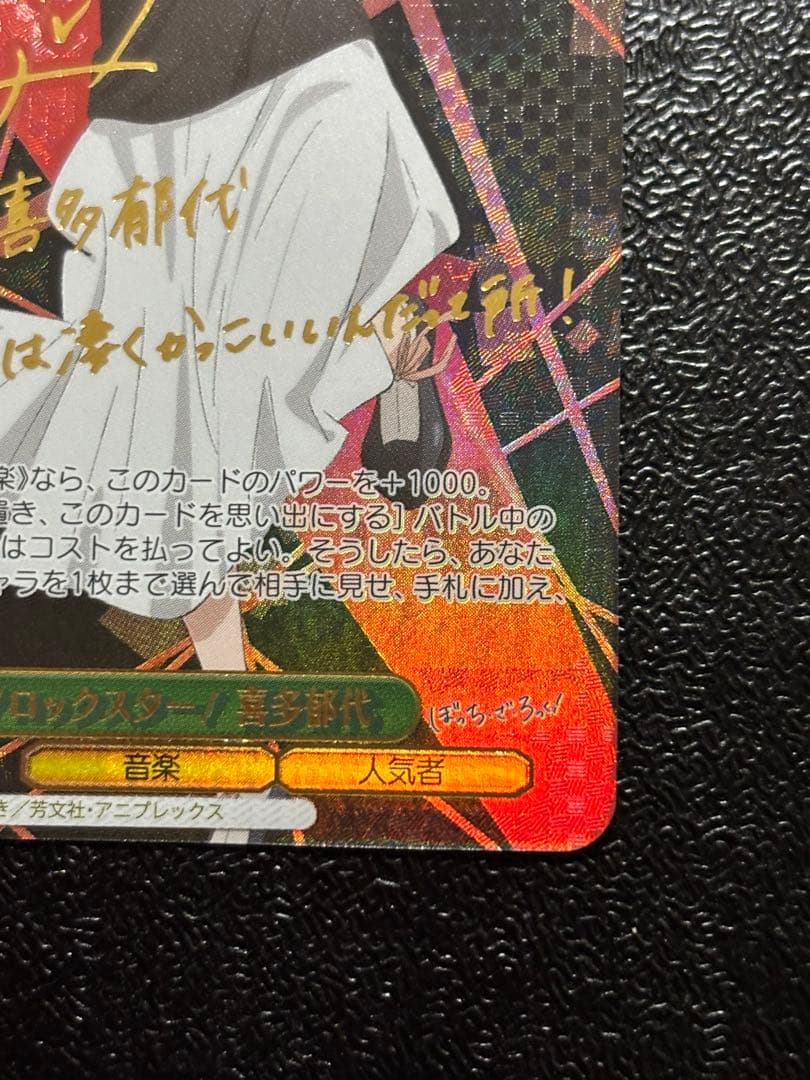 喜多郁代
は凄くかっこいいんだって所!
楽》なら、このカードのパワーを+1000。
置き、このカードを思い出にする]バトル中の
はコストを払ってよい。そうしたら、あなた
ャラを1枚まで選んで相手に見せ、手札に加え、
ロックスター! 喜多郁代
ぼっち・ざ・ろっく!
音楽 人気者
き/芳文社・アニプレックス